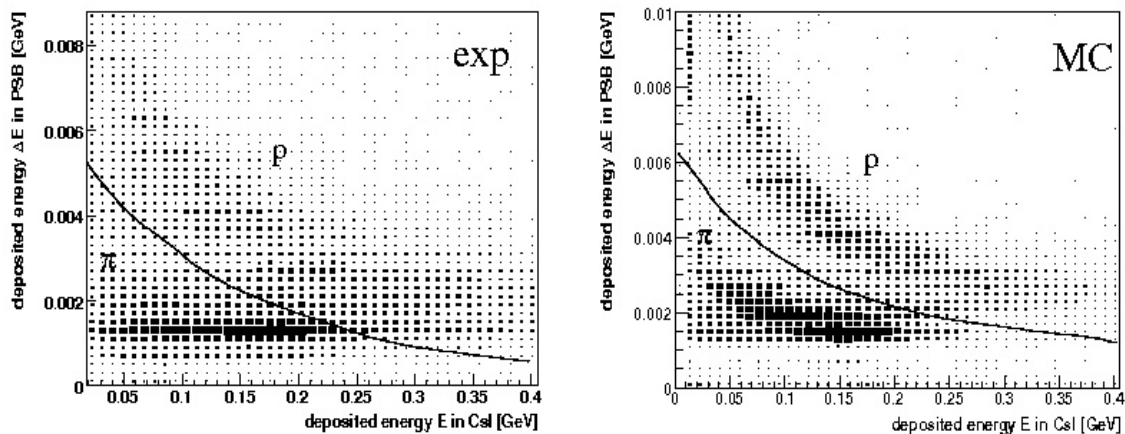 deposited energy ΔE in PSB [GeV]
0.008
0.006
0.004
0.002
0
exp
p
π
0.05 0.1 0.15 0.2 0.25 0.3 0.35 0.4
deposited energy E in CsI [GeV]
deposited energy ΔE in PSB [GeV]
0.01
0.008
0.006
0.004
0.002
0
MC
p
π
0 0.05 0.1 0.15 0.2 0.25 0.3 0.35 0.4
deposited energy E in CsI [GeV]